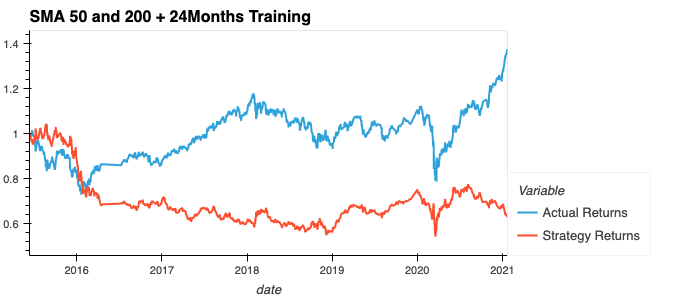 SMA 50 and 200 + 24Months Training
1.4
1.2
1
0.8
0.6
2016 2017 2018 2019 2020 2021
date
Variable
Actual Returns
Strategy Returns